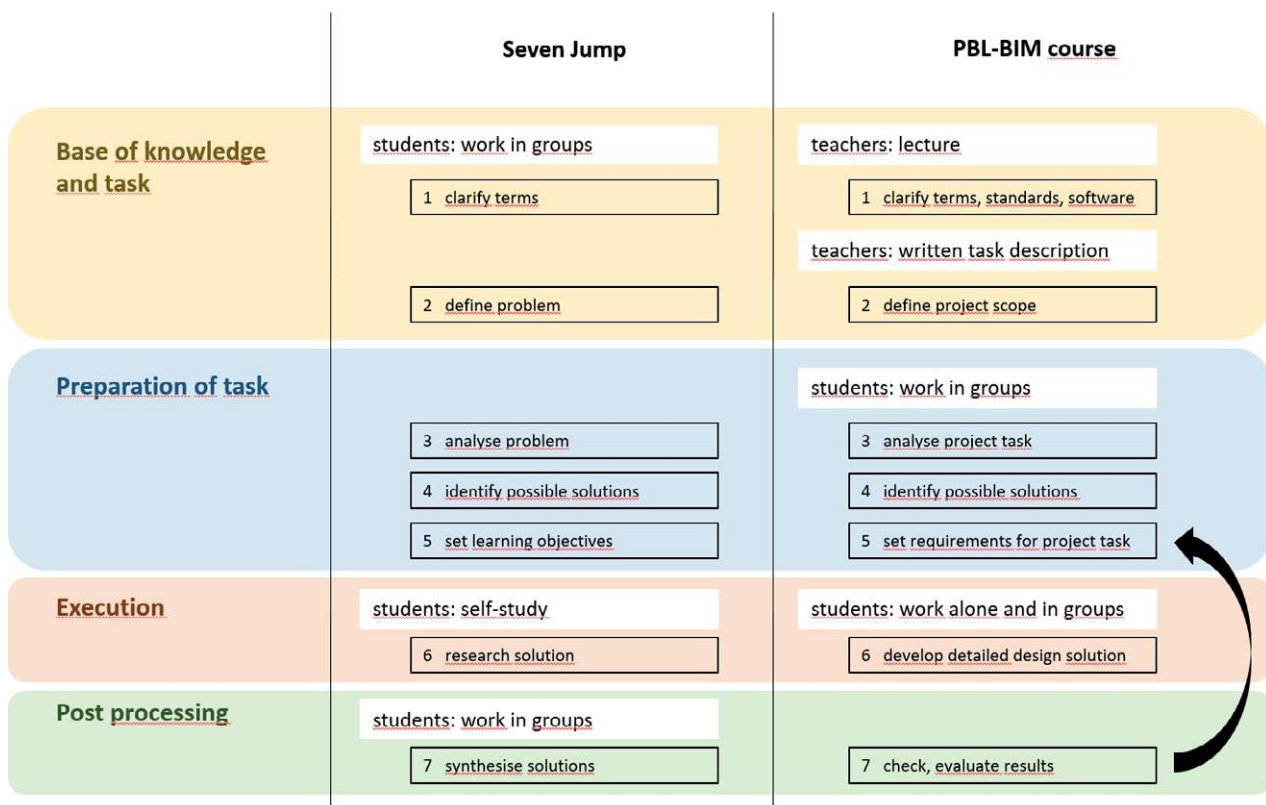 Seven Jump
PBL-BIM course
Base of knowledge
and task
students: work in groups
teachers: lecture
1 clarify terms
1 clarify terms, standards, software
teachers: written task description
2 define problem
2 define project scope
Preparation of task
students: work in groups
3 analyse problem
3 analyse project task
4 identify possible solutions
4 identify possible solutions
5 set learning objectives
5 set requirements for project task
Execution
students: self-study
students: work alone and in groups
6 research solution
6 develop detailed design solution
Post processing
students: work in groups
7 synthesise solutions
7 check, evaluate results